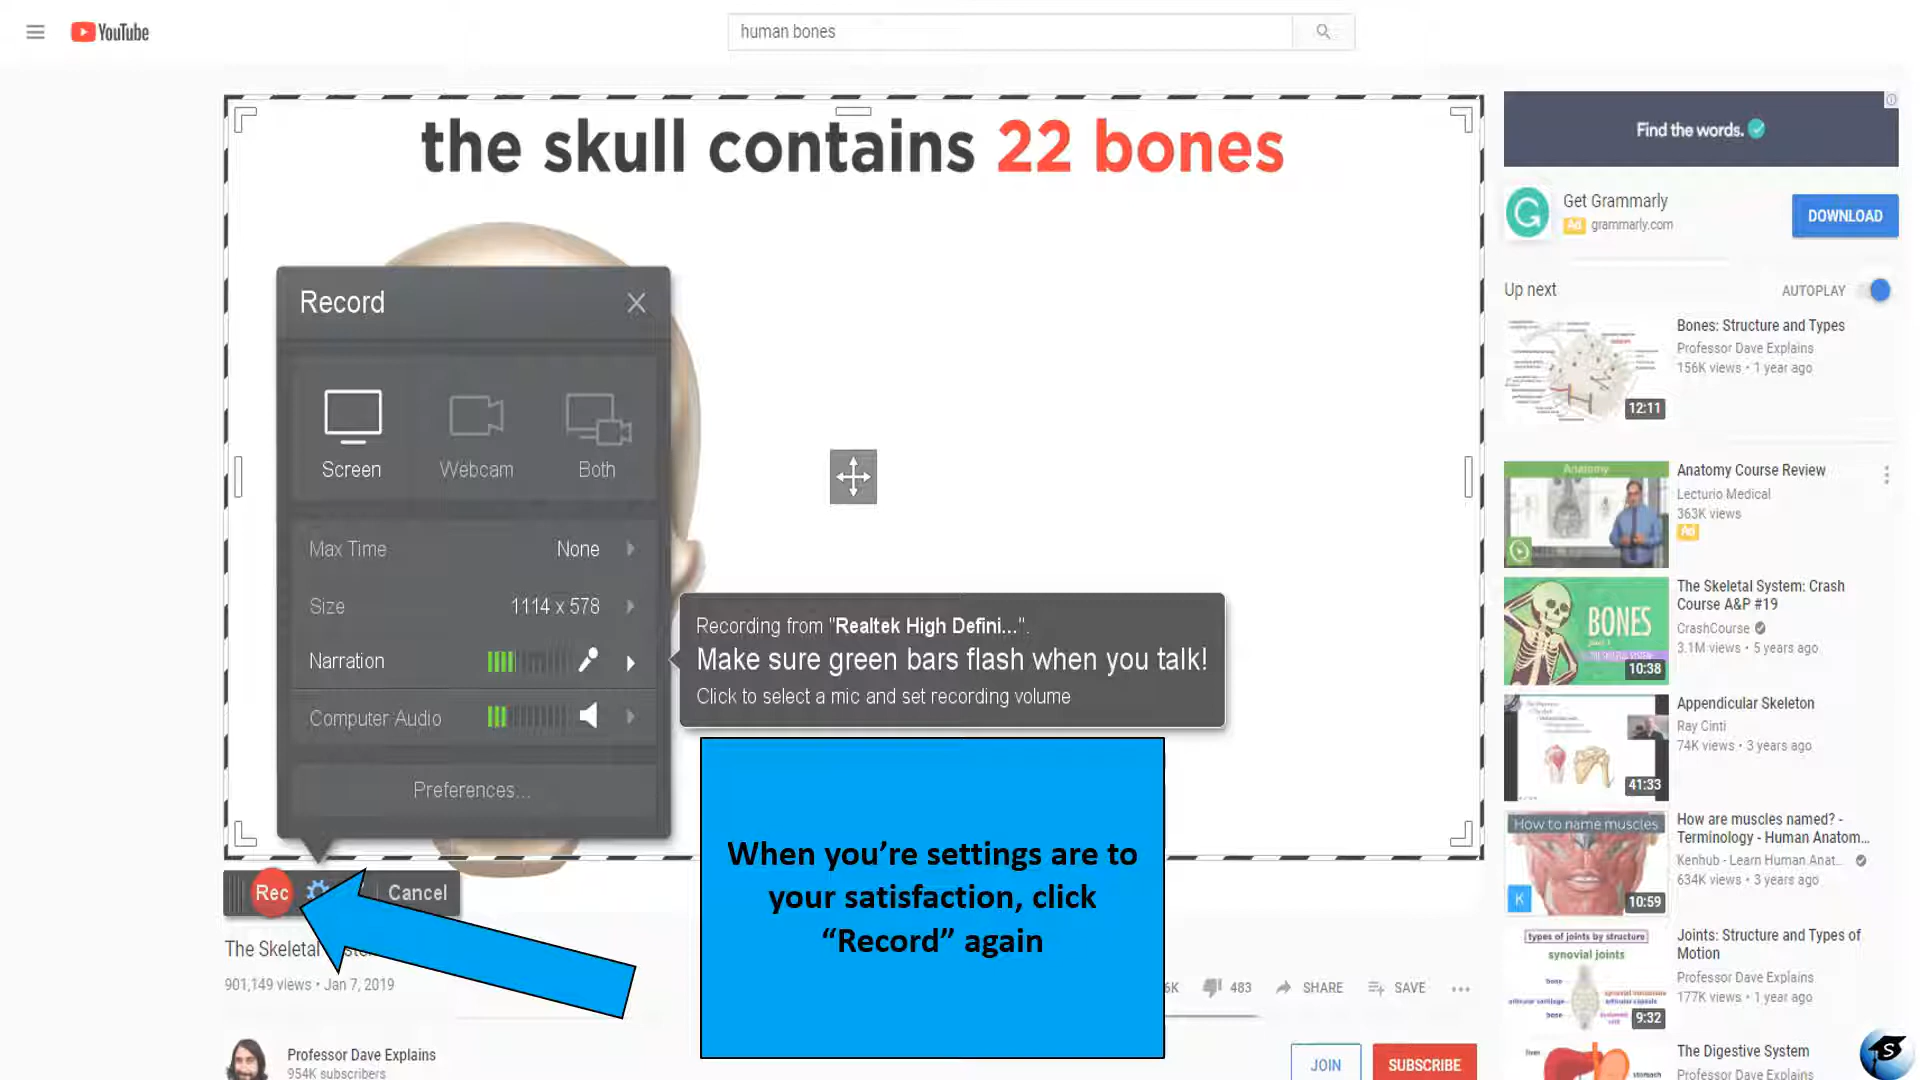 YouTube
human bones
the skull contains 22 bones
Find the words.
Get Grammarly
Ad grammarly.com
DOWNLOAD
Up next
AUTOPLAY
Record
Screen
Webcam
Both
Max Time
None
Size
1114 x 578
Narration
Computer Audio
Preferences...
Recording from "Realtek High Defini...".
Make sure green bars flash when you talk!
Click to select a mic and set recording volume
When you’re settings are to
your satisfaction, click
“Record” again
Rec
Cancel
The Skeletal
901,149 views • Jan 7, 2019
483
SHARE
SAVE
Professor Dave Explains
954K subscribers
JOIN
SUBSCRIBE
Bones: Structure and Types
Professor Dave Explains
156K views • 1 year ago
12:11
Anatomy
Anatomy Course Review
Lecturio Medical
363K views
Ad
BONES
10:38
The Skeletal System: Crash
Course A&P #19
CrashCourse
3.1M views • 5 years ago
41:33
Appendicular Skeleton
Ray Cinti
74K views • 3 years ago
How to name muscles
K
10:59
How are muscles named? -
Terminology - Human Anatom...
Kenhub - Learn Human Anat...
634K views • 3 years ago
types of joints by structure
synovial joints
bone
bone
9:32
Joints: Structure and Types of
Motion
Professor Dave Explains
177K views • 1 year ago
liver
stomach
The Digestive System
Professor Dave Explains
S